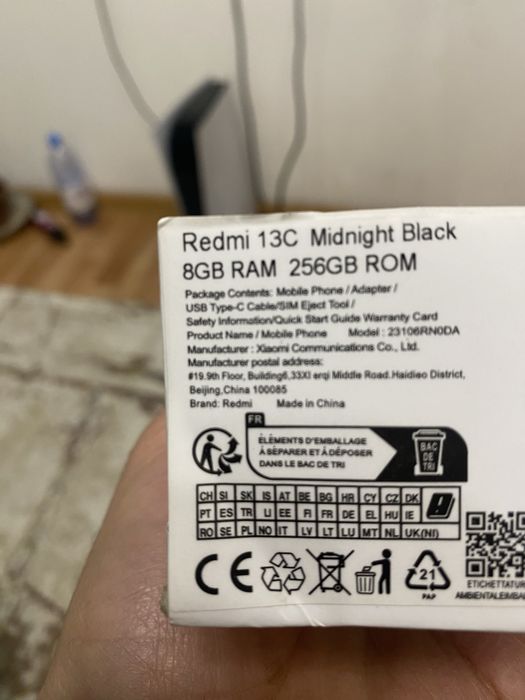 Redmi 13C Midnight Black
8GB RAM 256GB ROM
Package Contents: Mobile Phone / Adapter /
USB Type-C Cable/SIM Eject Tool /
Safety Information/Quick Start Guide Warranty Card
Product Name / Mobile Phone Model : 23106RN0DA
Manufacturer : Xiaomi Communications Co., Ltd.
Manufacturer postal address:
#19.9th Floor, Building6,33XI erqi Middle Road.Haidieo District,
Beijing,China 100085
Brand: Redmi Made in China
FR
ÉLÉMENTS D'EMBALLAGE
À SÉPARER ET À DÉPOSER
DANS LE BAC DE TRI
BAC
DE
TRI
CH SI SK IS AT BE BG HR CY CZ DK
PT ES TR LI EE FI FR DE EL HU IE
RO SE PL NO IT LV LT LU MT NL UK(NI)
CE
21
PAP
ETICHETTATUR
AMBIENTALEIMBAL